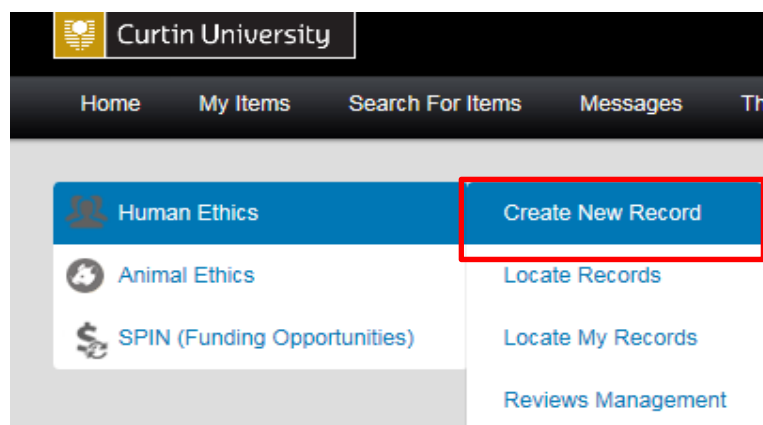 Curtin University
Home My Items Search For Items Messages Th
Human Ethics Create New Record
Animal Ethics Locate Records
SPIN (Funding Opportunities) Locate My Records
Reviews Management